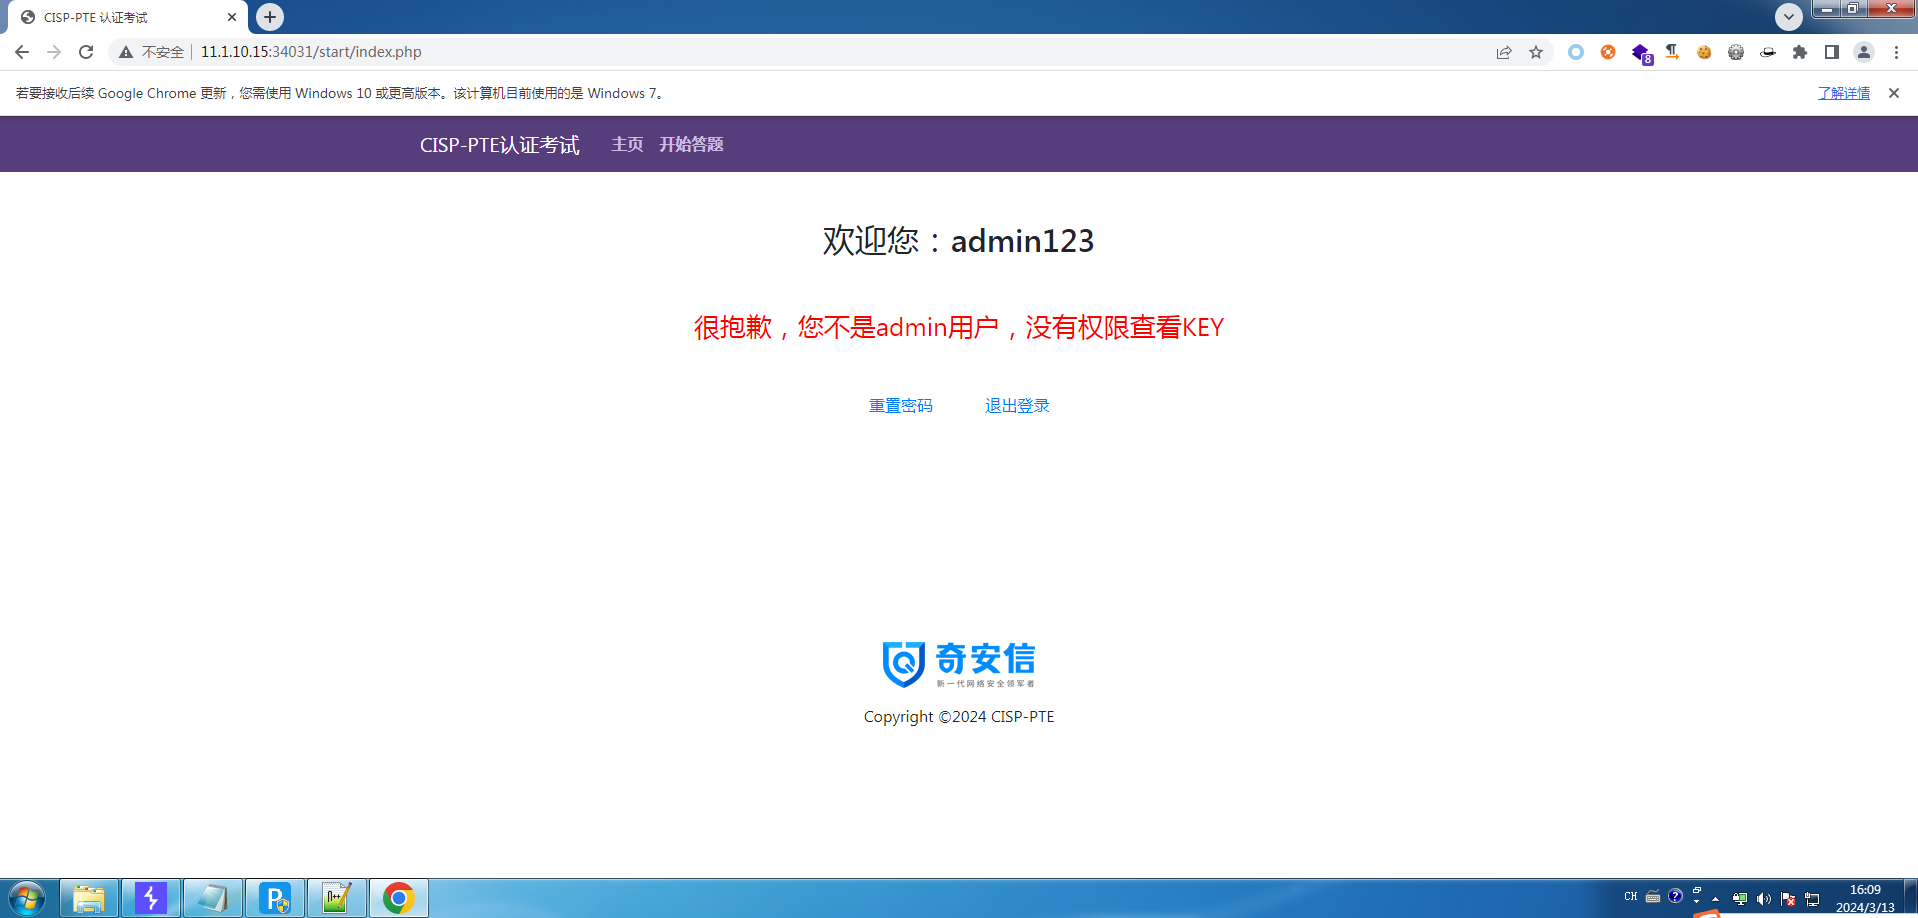 CISP-PTE 认证考试
不安全 11.1.10.15:34031/start/index.php
8
若要接收后续 Google Chrome 更新，您需使用 Windows 10 或更高版本。该计算机目前使用的是 Windows 7。 了解详情
CISP-PTE认证考试 主页 开始答题
欢迎您：admin123
很抱歉，您不是admin用户，没有权限查看KEY
重置密码 退出登录
奇安信
新一代网络安全领军者
Copyright ©2024 CISP-PTE
CH 16:09
2024/3/13